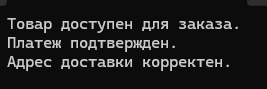 Товар доступен для заказа.
Платеж подтвержден.
Адрес доставки корректен.